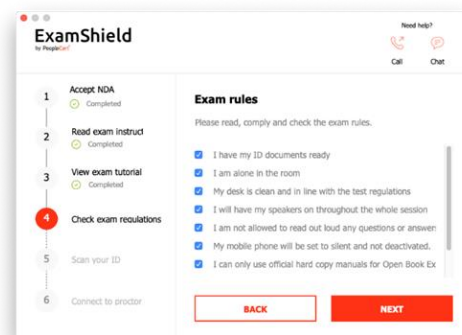 ExamShield
by PeopleCert
Need help?
Call
Chat
1
Accept NDA
Completed
2
Read exam instruct
Completed
3
View exam tutorial
Completed
4
Check exam regulations
5
Scan your ID
6
Connect to proctor
Exam rules
Please read, comply and check the exam rules.
I have my ID documents ready
I am alone in the room
My desk is clean and in line with the test regulations
I will have my speakers on throughout the whole session
I am not allowed to read out loud any questions or answers
My mobile phone will be set to silent and not deactivated.
I can only use official hard copy manuals for Open Book Ex
BACK
NEXT